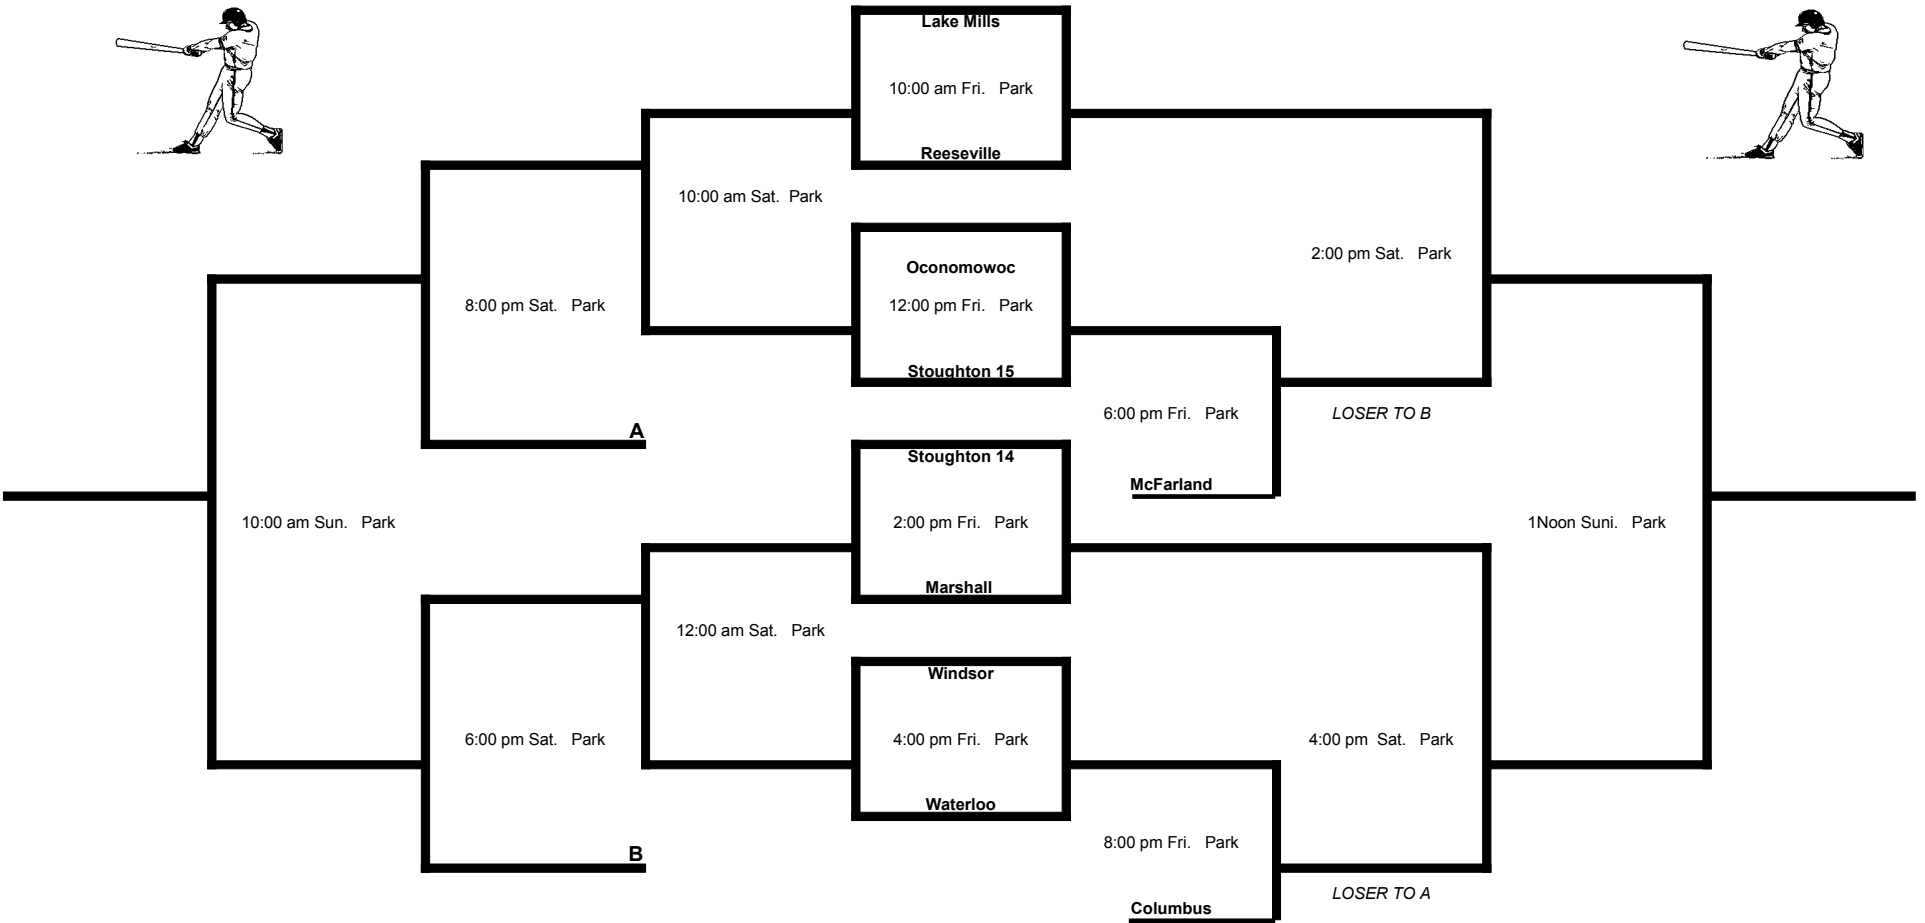 Lake Mills
10:00 am Fri. Park
Reeseville
10:00 am Sat. Park
2:00 pm Sat. Park
Oconomowoc
8:00 pm Sat. Park
12:00 pm Fri. Park
Stoughton 15
6:00 pm Fri. Park
LOSER TO B
A
Stoughton 14
McFarland
10:00 am Sun. Park
2:00 pm Fri. Park
1Noon Suni. Park
Marshall
12:00 am Sat. Park
Windsor
6:00 pm Sat. Park
4:00 pm Fri. Park
4:00 pm Sat. Park
Waterloo
8:00 pm Fri. Park
B
LOSER TO A
Columbus